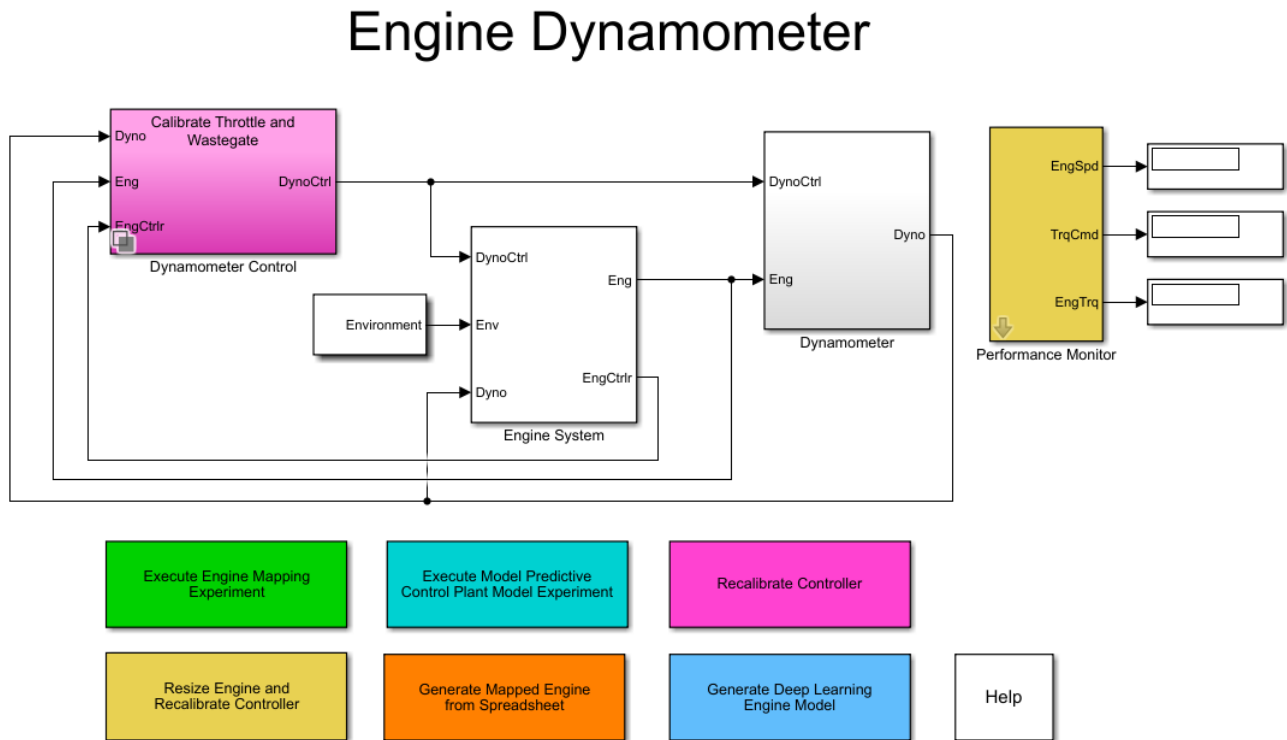 Engine Dynamometer
Calibrate Throttle and
Wastegate
Dyno
Eng
EngCtrlr
DynoCtrl
Dynamometer Control
Environment
DynoCtrl
Env
Dyno
Eng
EngCtrlr
Engine System
DynoCtrl
Eng
Dyno
Dynamometer
EngSpd
TrqCmd
EngTrq
Performance Monitor
Execute Engine Mapping
Experiment
Execute Model Predictive
Control Plant Model Experiment
Recalibrate Controller
Resize Engine and
Recalibrate Controller
Generate Mapped Engine
from Spreadsheet
Generate Deep Learning
Engine Model
Help